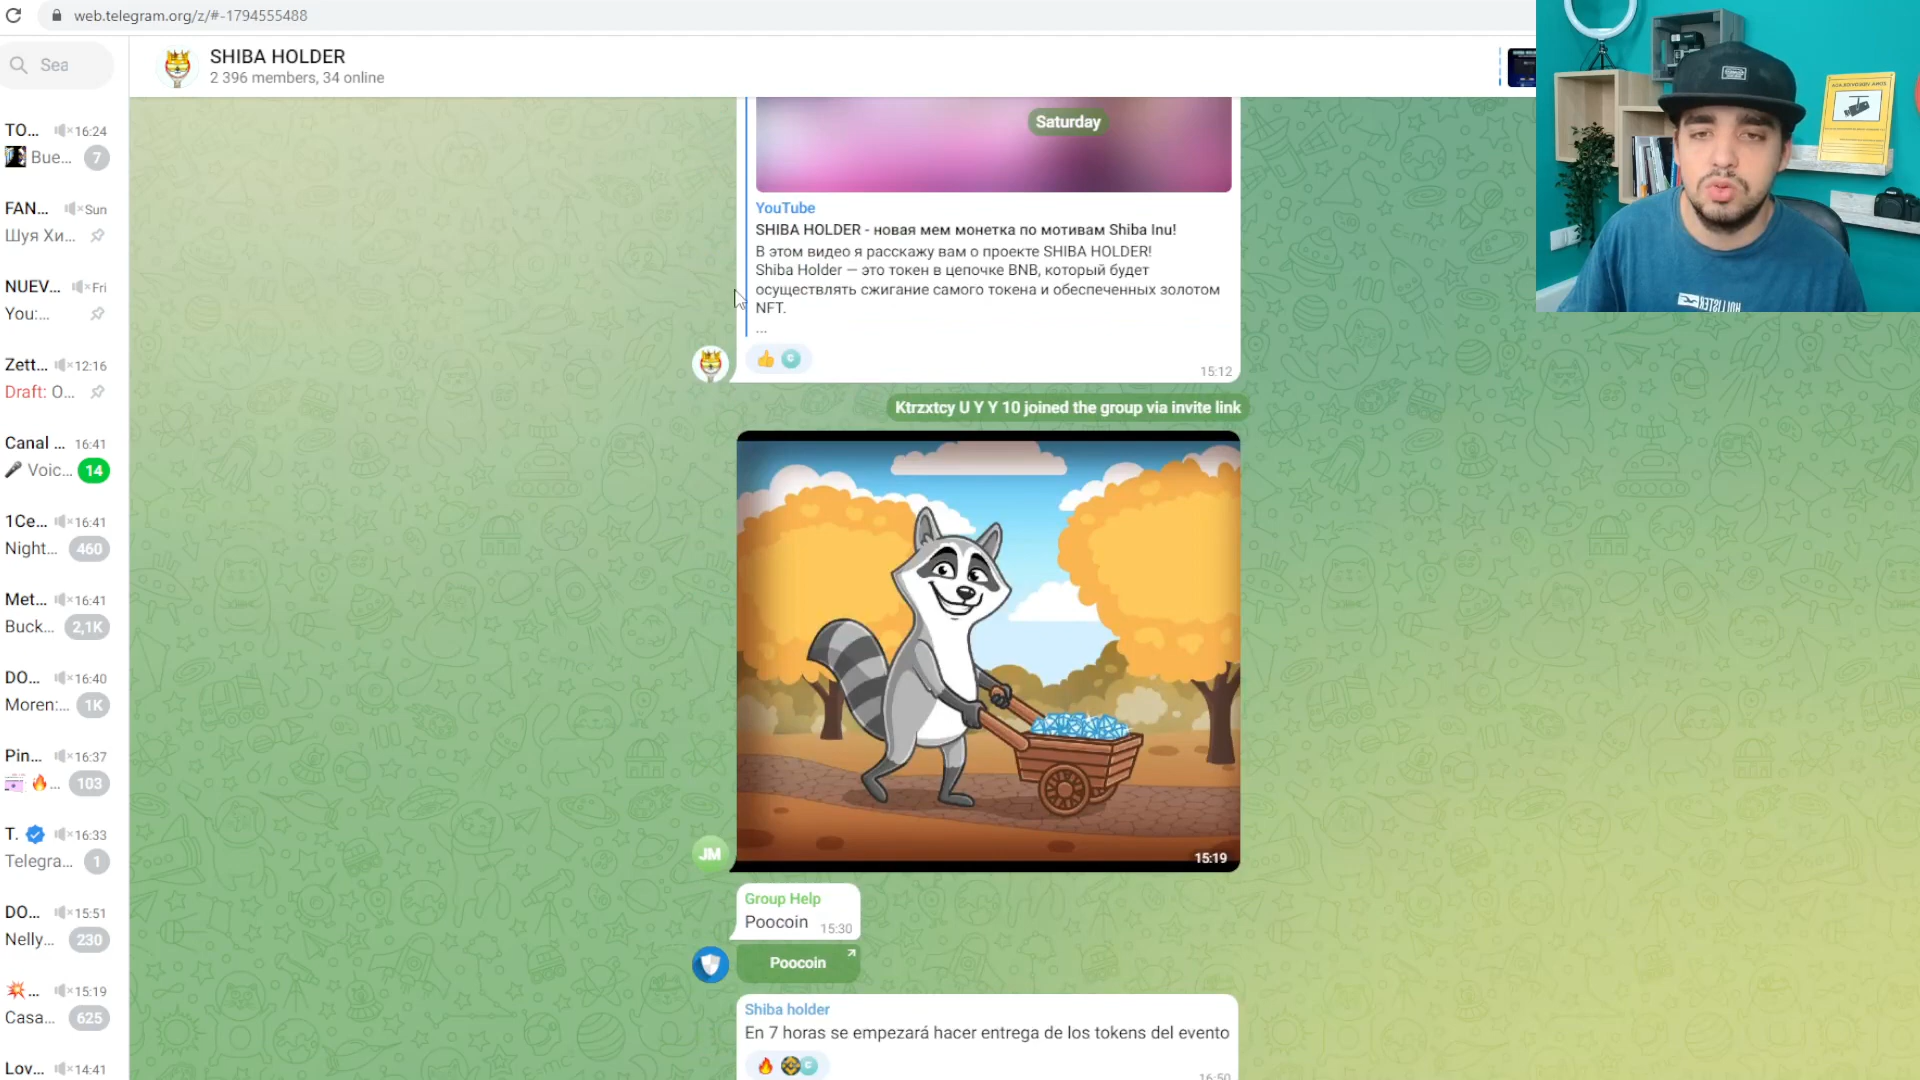 web.telegram.org/z/#-1794555488
Sea
SHIBA HOLDER
2 396 members, 34 online
TO... 16:24
Bue... 7
FAN... Sun
Шуя Хи...
NUEV... Fri
You:...
Zett... 12:16
Draft: O...
Canal ... 16:41
Voic... 14
1Ce... 16:41
Night... 460
Met... 16:41
Buck... 2,1K
DO... 16:40
Moren:... 1K
Pin... 16:37
... 103
T. 16:33
Telegra... 1
DO... 15:51
Nelly... 230
... 15:19
Casa... 625
Lov... 14:41
Saturday
YouTube
SHIBA HOLDER - новая мем монетка по мотивам Shiba Inu!
В этом видео я расскажу вам о проекте SHIBA HOLDER!
Shiba Holder — это токен в цепочке BNB, который будет
осуществлять сжигание самого токена и обеспеченных золотом
NFT.
...
15:12
Ktrzxtcy U Y Y 10 joined the group via invite link
15:19
JM
Group Help
Poocoin 15:30
Poocoin
Shiba holder
En 7 horas se empezará hacer entrega de los tokens del evento
16:50
HOLLISTER